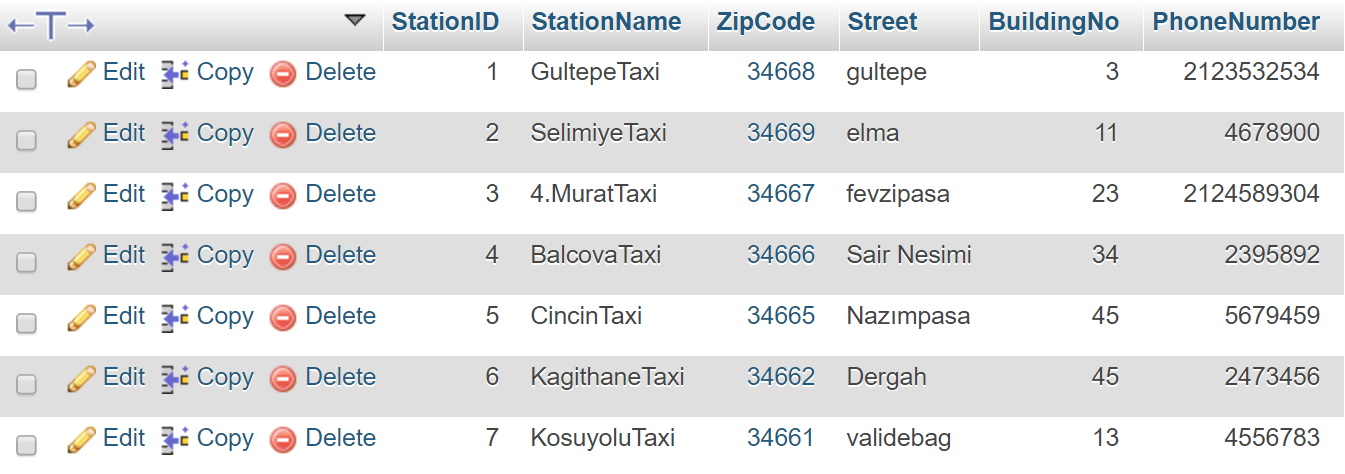 StationID StationName ZipCode Street BuildingNo PhoneNumber
Edit Copy Delete 1 GultepeTaxi 34668 gultepe 3 2123532534
Edit Copy Delete 2 SelimiyeTaxi 34669 elma 11 4678900
Edit Copy Delete 3 4.MuratTaxi 34667 fevzipasa 23 2124589304
Edit Copy Delete 4 BalcovaTaxi 34666 Sair Nesimi 34 2395892
Edit Copy Delete 5 CincinTaxi 34665 Nazımpasa 45 5679459
Edit Copy Delete 6 KagithaneTaxi 34662 Dergah 45 2473456
Edit Copy Delete 7 KosuyoluTaxi 34661 validebag 13 4556783